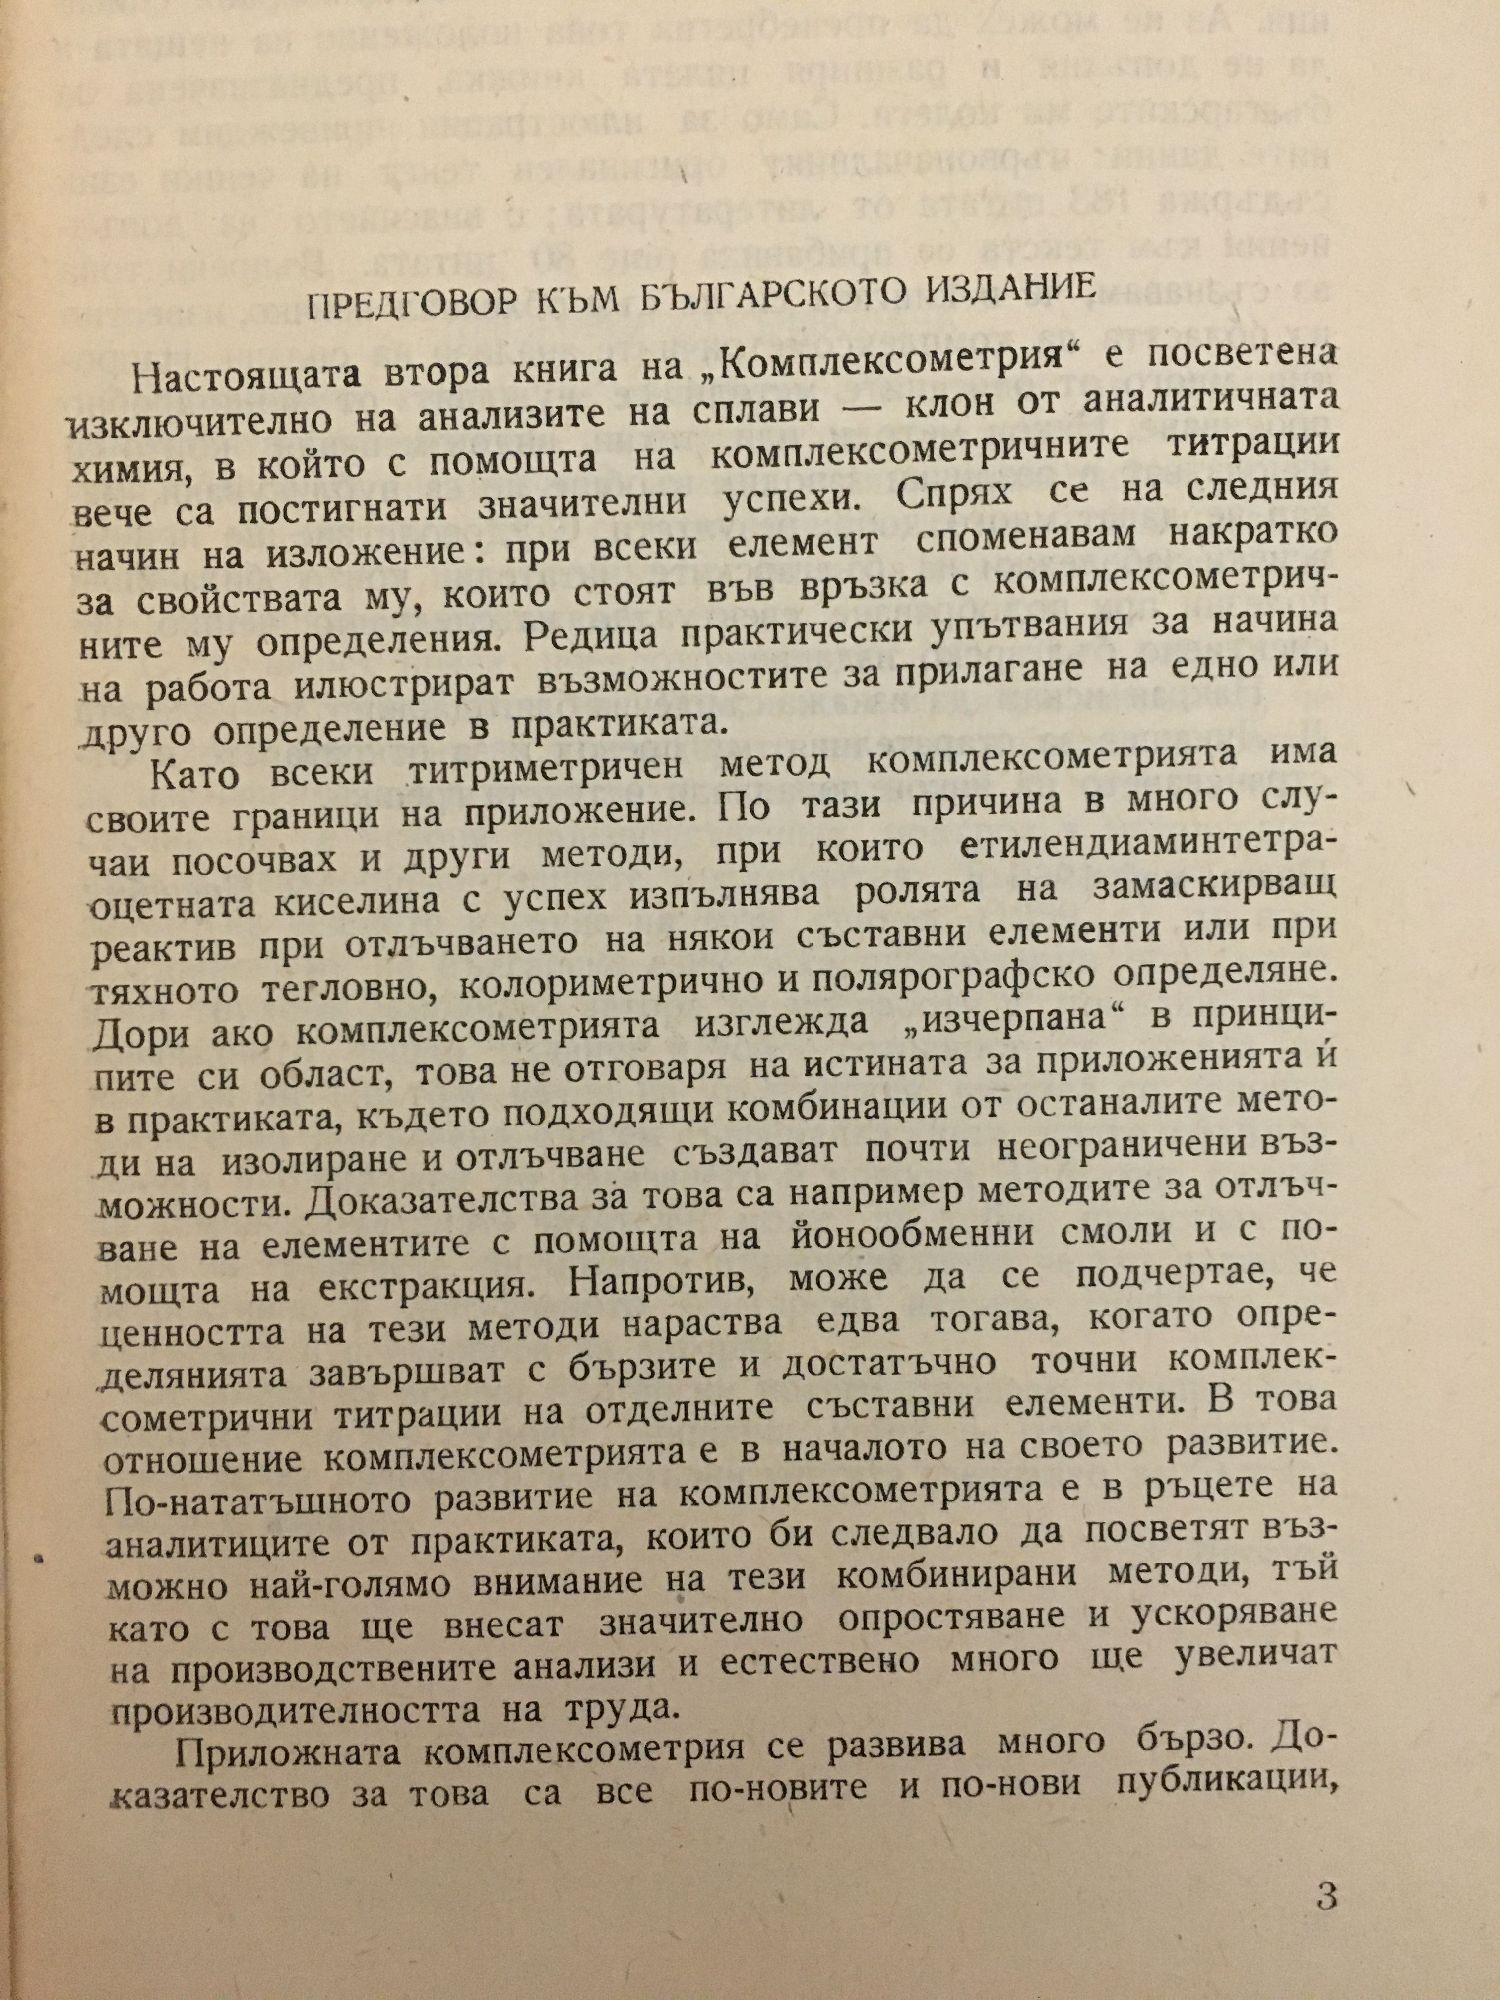 ПРЕДГОВОР КЪМ БЪЛГАРСКОТО ИЗДАНИЕ
Настоящата втора книга на „Комплексометрия“ е посветена
изключително на анализите на сплави — клон от аналитичната
химия, в който с помощта на комплексометричните титрации
вече са постигнати значителни успехи. Спрях се на следния
начин на изложение: при всеки елемент споменавам накратко
за свойствата му, които стоят във връзка с комплексометрич-
ните му определения. Редица практически упътвания за начина
на работа илюстрират възможностите за прилагане на едно или
друго определение в практиката.
Като всеки титриметричен метод комплексометрията има
своите граници на приложение. По тази причина в много слу-
чаи посочвах и други методи, при които етилендиаминтетра-
оцетната киселина с успех изпълнява ролята на замаскирващ
реактив при отлъчването на някои съставни елементи или при
тяхното тегловно, колориметрично и полярографско определяне.
Дори ако комплексометрията изглежда „изчерпана“ в принци-
пите си област, това не отговаря на истината за приложенията ѝ
в практиката, където подходящи комбинации от останалите мето-
ди на изолиране и отлъчване създават почти неограничени въз-
можности. Доказателства за това са например методите за отлъч-
ване на елементите с помощта на йонообменни смоли и с по-
мощта на екстракция. Напротив, може да се подчертае, че
ценността на тези методи нараства едва тогава, когато опре-
делянията завършват с бързите и достатъчно точни комплек-
сометрични титрации на отделните съставни елементи. В това
отношение комплексометрията е в началото на своето развитие.
По-нататъшното развитие на комплексометрията е в ръцете на
аналитиците от практиката, които би следвало да посветят въз-
можно най-голямо внимание на тези комбинирани методи, тъй
като с това ще внесат значително опростяване и ускоряване
на производствените анализи и естествено много ще увеличат
производителността на труда.
Приложната комплексометрия се развива много бързо. До-
казателство за това са все по-новите и по-нови публикации,
3